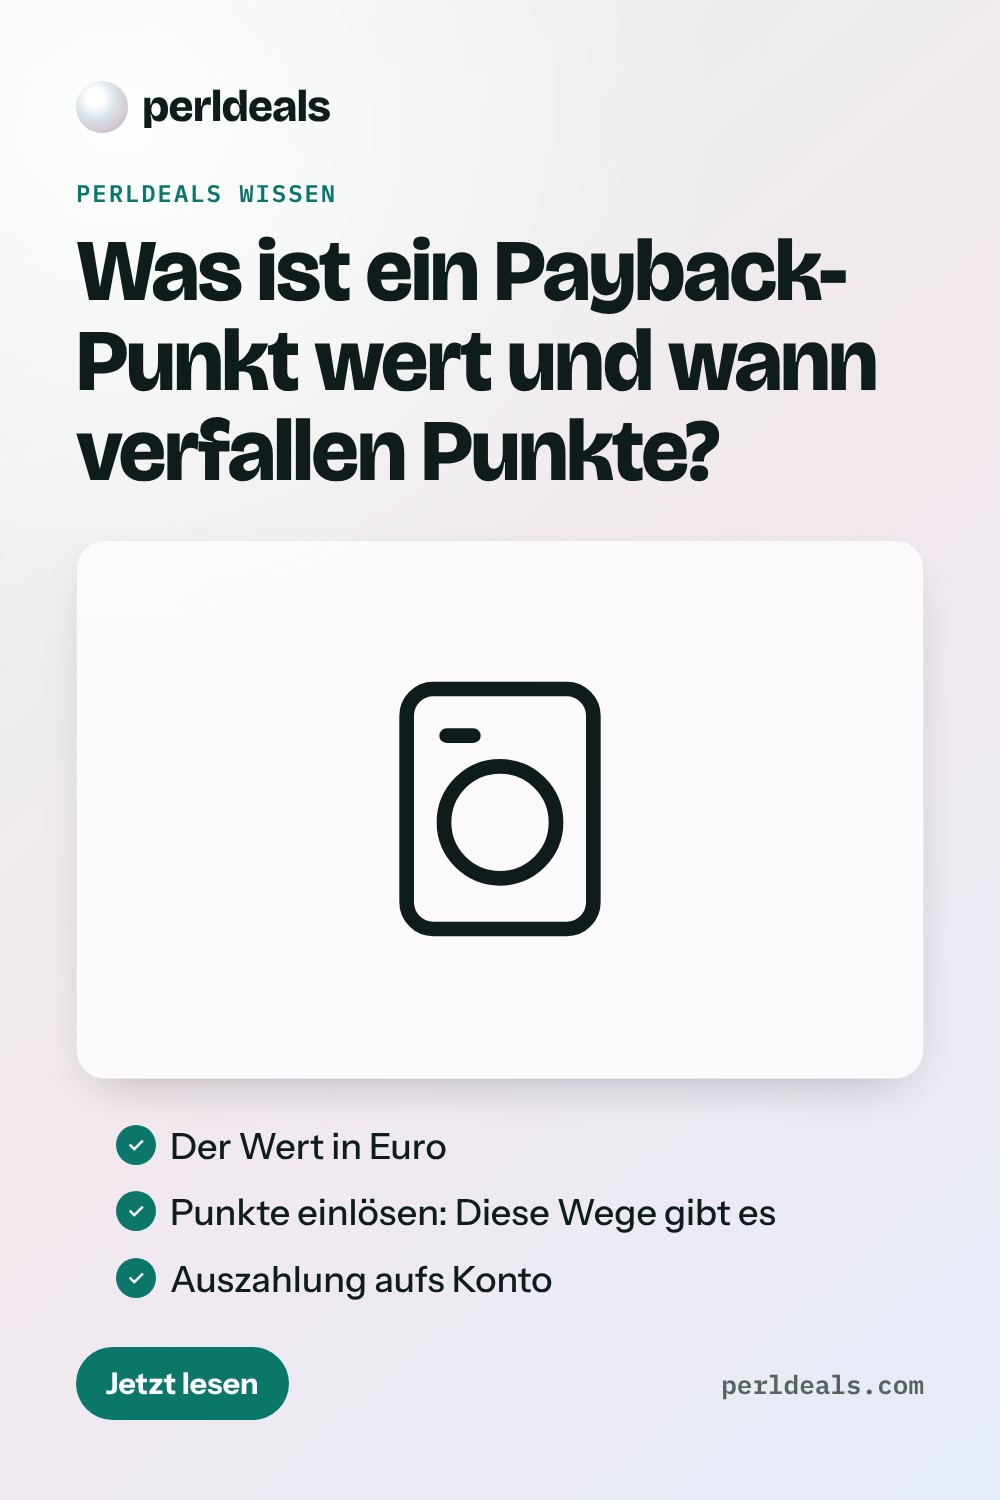 perldeals
PERLDEALS WISSEN
Was ist ein Payback-
Punkt wert und wann
verfallen Punkte?
Der Wert in Euro
Punkte einlösen: Diese Wege gibt es
Auszahlung aufs Konto
Jetzt lesen
perldeals.com